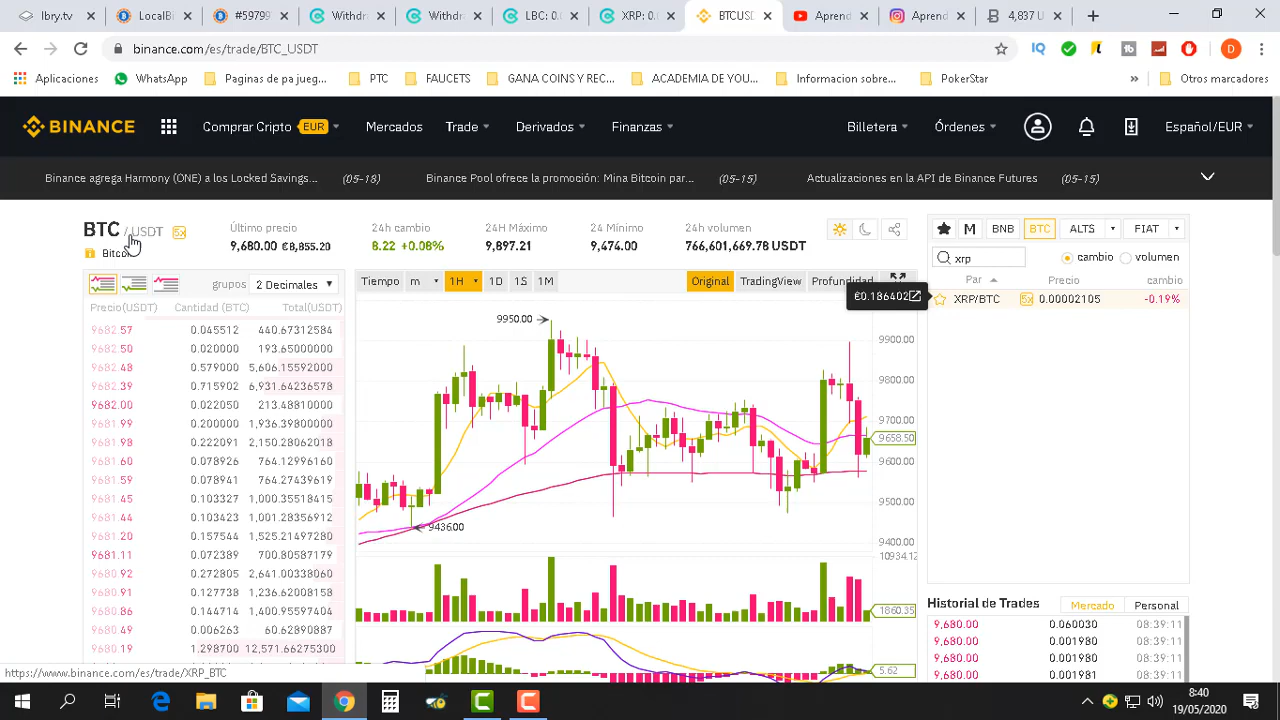 lbry.tv
LocalBi
#59799
Withdr
Withdr
LBC: 0.0
XRP: 0.
BTCUSD
Aprend
Aprend
4,837 U
binance.com/es/trade/BTC_USDT
Aplicaciones
WhatsApp
Paginas de pa jueg...
PTC
FAUCETS
GANA COINS Y REC...
ACADEMIA DE YOU...
Informacion sobre...
PokerStar
»
Otros marcadores
BINANCE
Comprar Cripto EUR
Mercados
Trade
Derivados
Finanzas
Billetera
Órdenes
Español/EUR
Binance agrega Harmony (ONE) a los Locked Savings... (05-18)
Binance Pool ofrece la promoción: Mina Bitcoin par... (05-15)
Actualizaciones en la API de Binance Futures (05-15)
BTC / USDT 5x
Bitcoi
Último precio
9,680.00 €8,855.20
24h cambio
8.22 +0.08%
24H Máximo
9,897.21
24 Mínimo
9,474.00
24h volumen
766,601,669.78 USDT
grupos 2 Decimales
Precio(USDT) Cantidad (BTC) Total(USDT)
9682.57 0.045512 440.67312584
9682.50 0.020000 193.65000000
9682.48 0.579000 5,606.15592000
9682.39 0.715902 6,931.64236578
9682.00 0.022050 213.48810000
9681.99 0.200000 1,936.39800000
9681.98 0.222091 2,150.28062018
9681.60 0.078926 764.12996160
9681.59 0.078941 764.27439619
9681.45 0.103327 1,000.35518415
9681.44 0.103423 1,001.28356912
9681.20 0.157544 1,525.21497280
9681.11 0.072389 700.80587179
9680.92 0.272805 2,641.00338060
9680.91 0.127738 1,236.62008158
9680.86 0.144714 1,400.95597404
9680.49 0.006263 60.62890887
9680.19 1.298700 12,571.66275300
Tiempo m 1H 1D 1S 1M
Original TradingView Profundidad
9950.00
9436.00
9900.00
9800.00
9700.00
9658.50
9600.00
9500.00
9400.00
10934.12
1860.35
5.62
M BNB BTC ALTS FIAT
xrp
cambio volumen
Par Precio cambio
€0.186402
XRP/BTC 5x 0.00002105 -0.19%
Historial de Trades Mercado Personal
9,680.00 0.060030 08:39:11
9,680.00 0.001980 08:39:11
9,680.00 0.001980 08:39:11
9,680.00 0.001981 08:39:11
https://www.binance.com/es/trade/XRP_BTC
8:40
19/05/2020